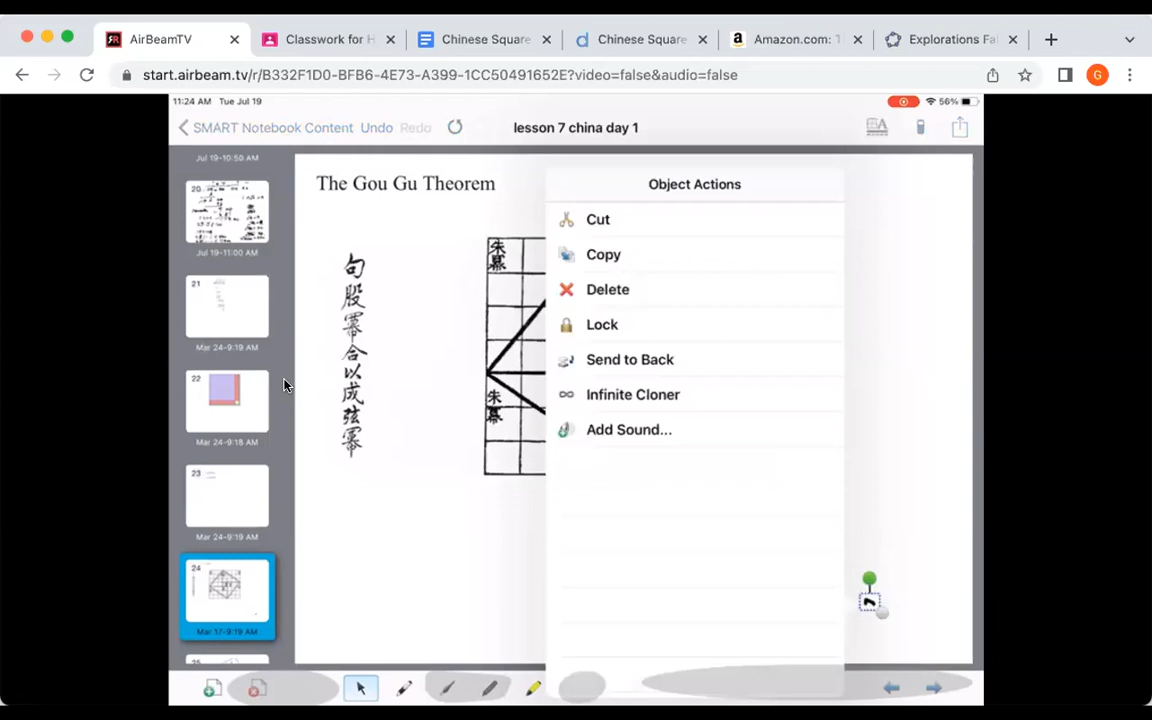 AirBeamTV
Classwork for H
Chinese Square
Chinese Square
Amazon.com: T
Explorations Fa
start.airbeam.tv/r/B332F1D0-BFB6-4E73-A399-1CC50491652E?video=false&audio=false
G
11:24 AM Tue Jul 19
56%
SMART Notebook Content
Undo
Redo
lesson 7 china day 1
Jul 19-10:50 AM
20
Jul 19-11:00 AM
21
Mar 24-9:19 AM
22
Mar 24-9:18 AM
23
Mar 24-9:19 AM
24
Mar 17-9:19 AM
The Gou Gu Theorem
句股冪合以成弦冪
朱冪
朱冪
Object Actions
Cut
Copy
Delete
Lock
Send to Back
Infinite Cloner
Add Sound...